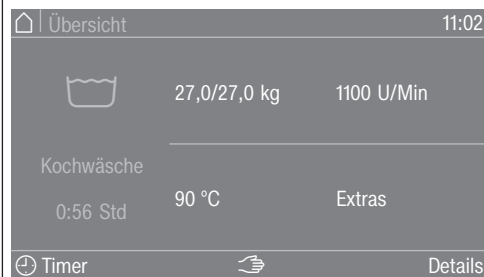 Übersicht 11:02
27,0/27,0 kg 1100 U/Min
Kochwäsche
0:56 Std
90 °C Extras
Timer Details